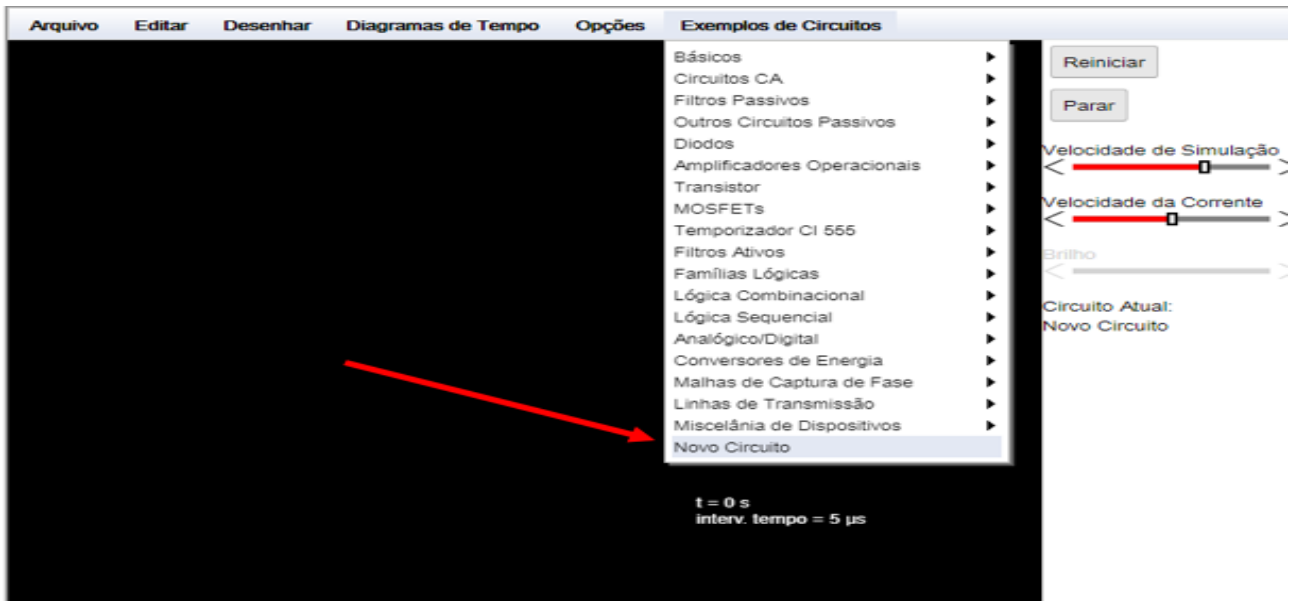 Arquivo Editar Desenhar Diagramas de Tempo Opções Exemplos de Circuitos
Básicos
Circuitos CA
Filtros Passivos
Outros Circuitos Passivos
Diodos
Amplificadores Operacionais
Transistor
MOSFETs
Temporizador CI 555
Filtros Ativos
Famílias Lógicas
Lógica Combinacional
Lógica Sequencial
Analógico/Digital
Conversores de Energia
Malhas de Captura de Fase
Linhas de Transmissão
Miscelânia de Dispositivos
Novo Circuito
t = 0 s
interv. tempo = 5 µs
Reiniciar
Parar
Velocidade de Simulação
Velocidade da Corrente
Brilho
Circuito Atual:
Novo Circuito